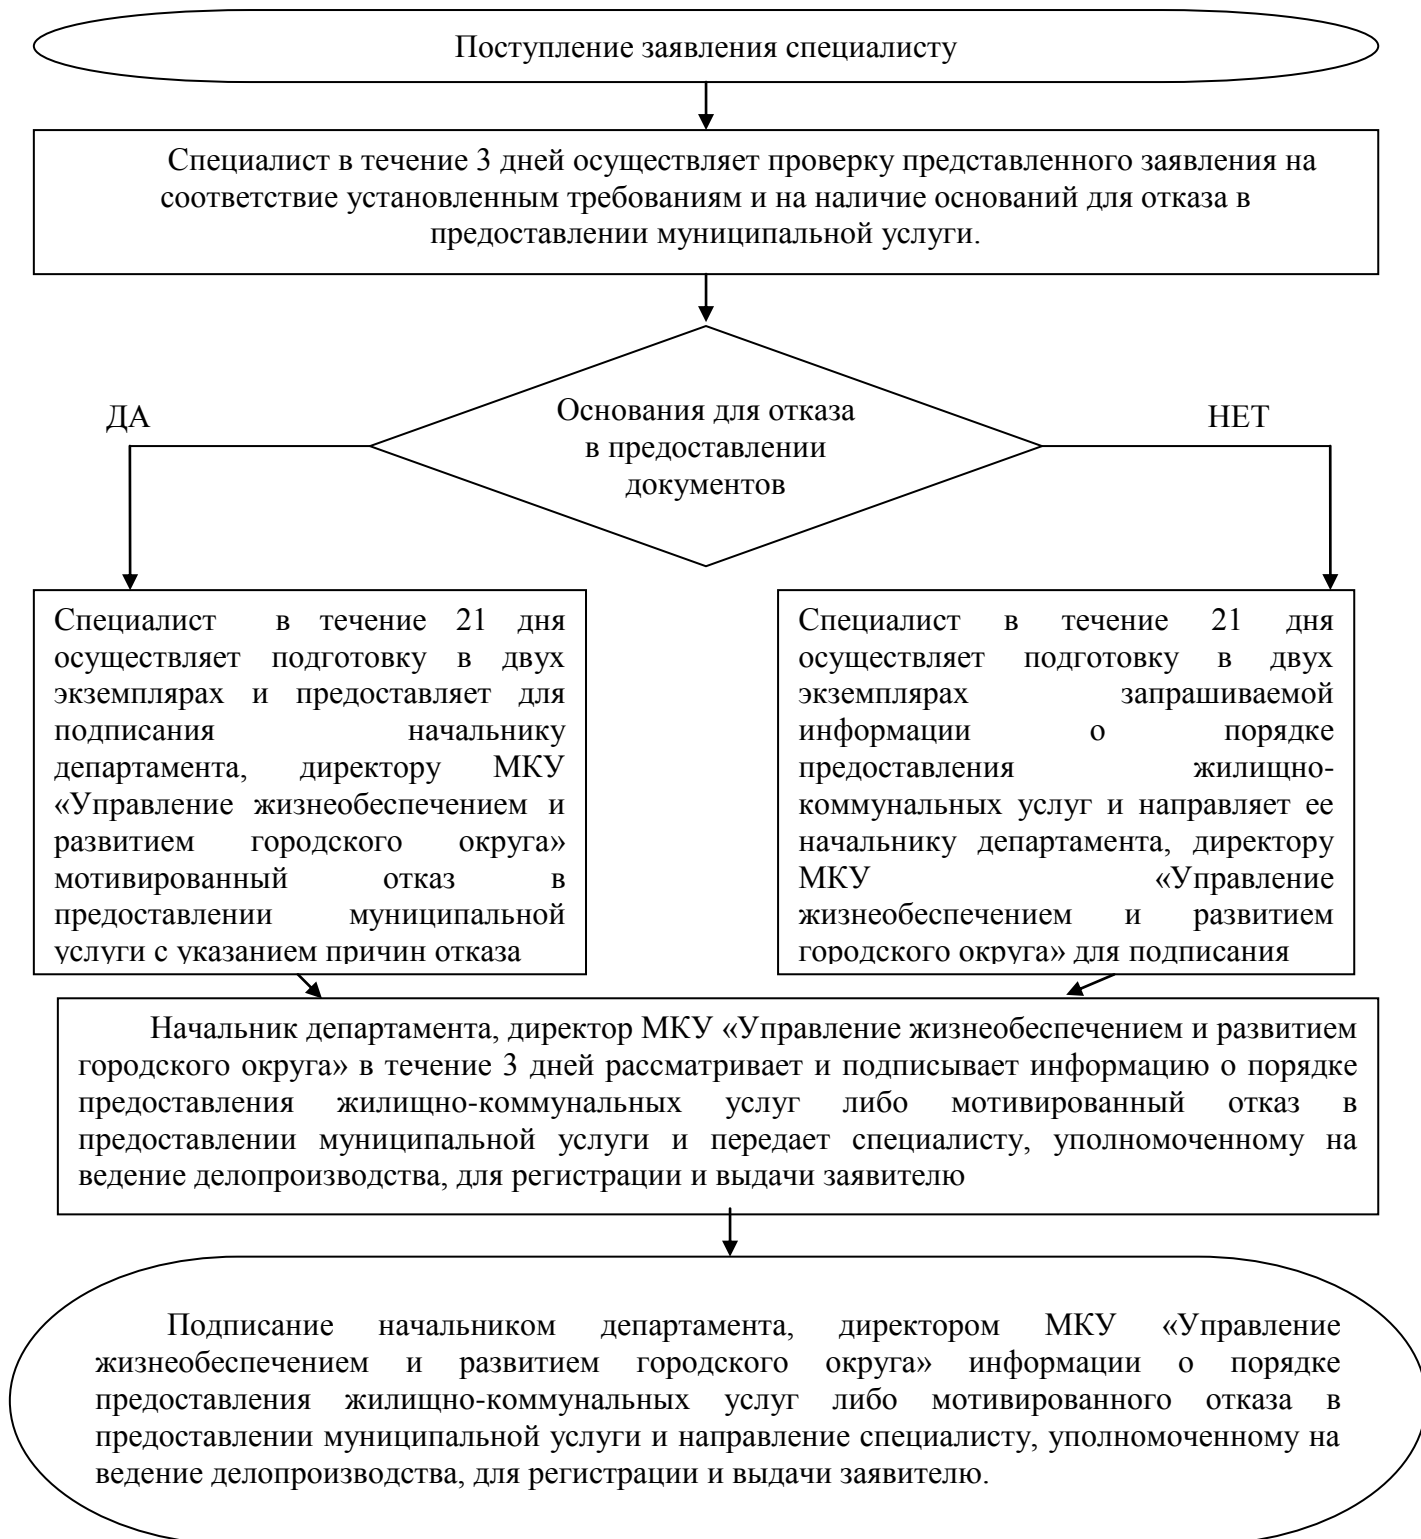 Поступление заявления специалисту
Специалист в течение 3 дней осуществляет проверку представленного заявления на
соответствие установленным требованиям и на наличие оснований для отказа в
предоставлении муниципальной услуги.
ДА
Основания для отказа
в предоставлении
документов
НЕТ
Специалист в течение 21 дня
осуществляет подготовку в двух
экземплярах и предоставляет для
подписания начальнику
департамента, директору МКУ
«Управление жизнеобеспечением и
развитием городского округа»
мотивированный отказ в
предоставлении муниципальной
услуги с указанием причин отказа
Специалист в течение 21 дня
осуществляет подготовку в двух
экземплярах запрашиваемой
информации о порядке
предоставления жилищно-
коммунальных услуг и направляет ее
начальнику департамента, директору
МКУ «Управление
жизнеобеспечением и развитием
городского округа» для подписания
Начальник департамента, директор МКУ «Управление жизнеобеспечением и развитием
городского округа» в течение 3 дней рассматривает и подписывает информацию о порядке
предоставления жилищно-коммунальных услуг либо мотивированный отказ в
предоставлении муниципальной услуги и передает специалисту, уполномоченному на
ведение делопроизводства, для регистрации и выдачи заявителю
Подписание начальником департамента, директором МКУ «Управление
жизнеобеспечением и развитием городского округа» информации о порядке
предоставления жилищно-коммунальных услуг либо мотивированного отказа в
предоставлении муниципальной услуги и направление специалисту, уполномоченному на
ведение делопроизводства, для регистрации и выдачи заявителю.